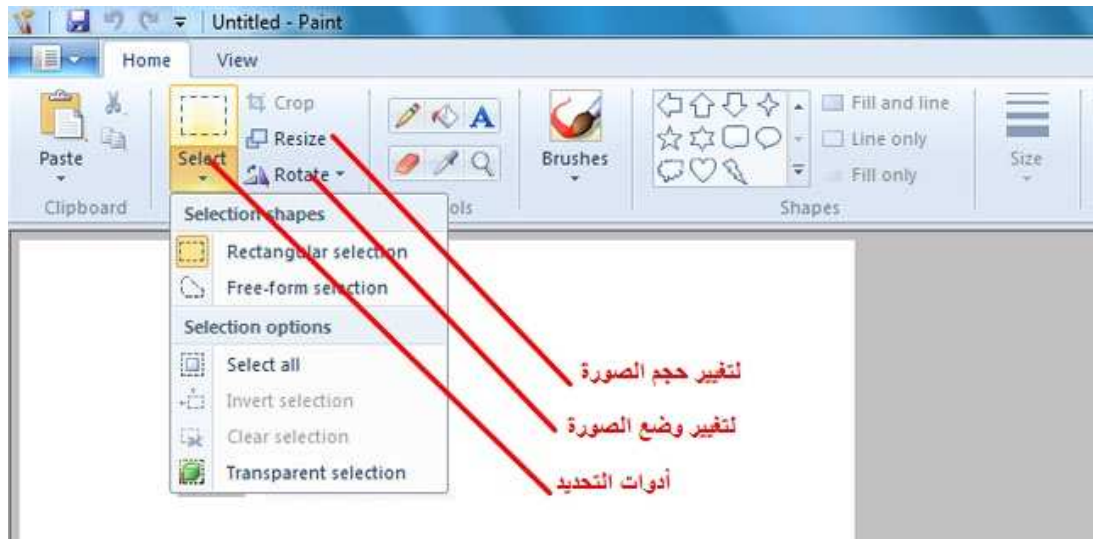 Untitled - Paint
Home View
Paste
Clipboard
Select
Crop
Resize
Rotate
Brushes
Fill and line
Line only
Fill only
Shapes
Size
Selection shapes
Rectangular selection
Free-form selection
Selection options
Select all
Invert selection
Clear selection
Transparent selection
لتغيير حجم الصورة
لتغيير وضع الصورة
أدوات التحديد